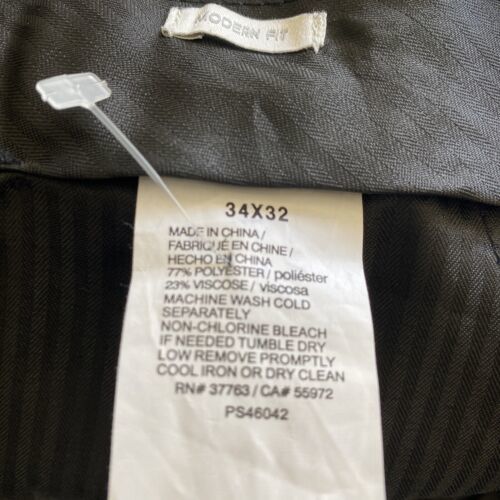 MODERN FIT
34X32
MADE IN CHINA /
FABRIQUÉ EN CHINE /
HECHO EN CHINA
77% POLYESTER / poliéster
23% VISCOSE / viscosa
MACHINE WASH COLD
SEPARATELY
NON-CHLORINE BLEACH
IF NEEDED TUMBLE DRY
LOW REMOVE PROMPTLY
COOL IRON OR DRY CLEAN
RN# 37763 / CA# 55972
PS46042